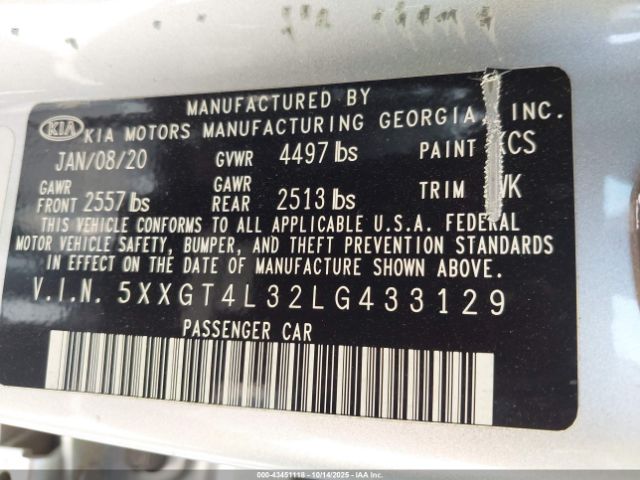 MANUFACTURED BY
KIA KIA MOTORS MANUFACTURING GEORGIA, INC.
JAN/08/20 GVWR 4497 lbs PAINT KCS
GAWR FRONT 2557 lbs GAWR REAR 2513 lbs TRIM WK
THIS VEHICLE CONFORMS TO ALL APPLICABLE U.S.A. FEDERAL
MOTOR VEHICLE SAFETY, BUMPER, AND THEFT PREVENTION STANDARDS
IN EFFECT ON THE DATE OF MANUFACTURE SHOWN ABOVE.
V.I.N. 5XXGT4L32LG433129
PASSENGER CAR
000-43451118 - 10/14/2025 - IAA Inc.